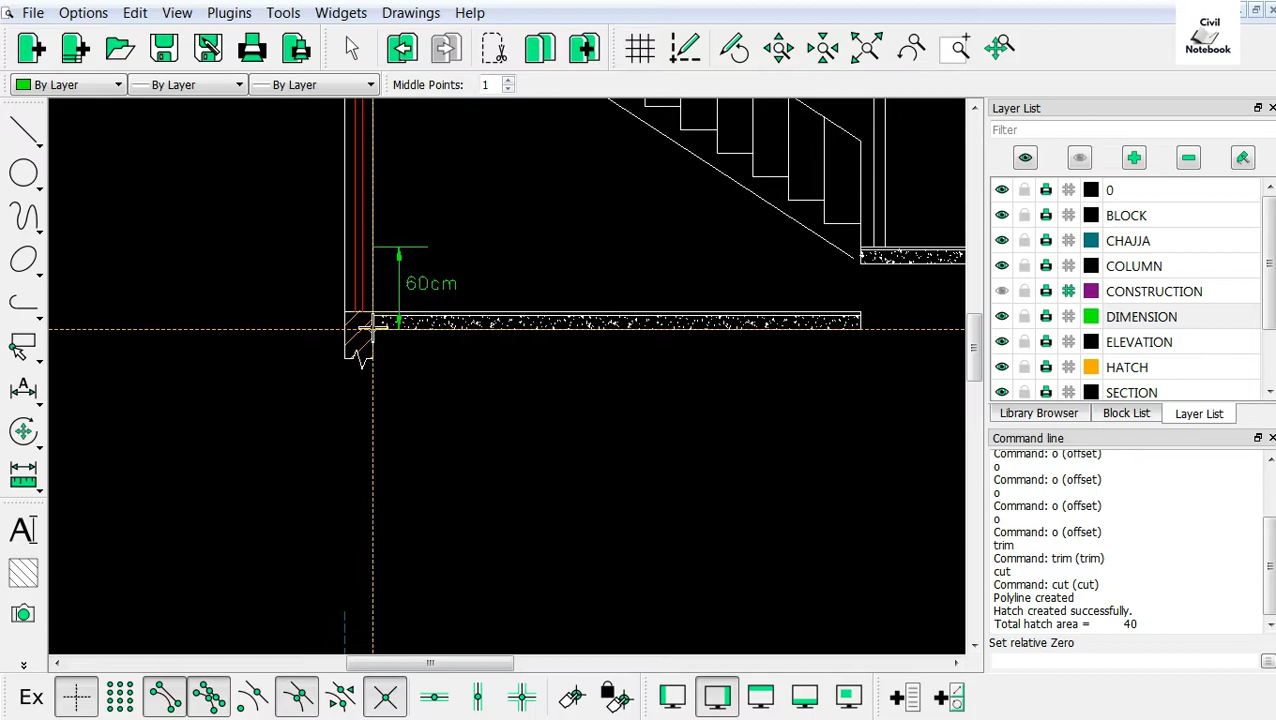 File Options Edit View Plugins Tools Widgets Drawings Help
Civil
Notebook
By Layer By Layer By Layer Middle Points: 1
Layer List
Filter
0
BLOCK
CHAJJA
COLUMN
CONSTRUCTION
DIMENSION
ELEVATION
HATCH
SECTION
60cm
Library Browser Block List Layer List
Command line
Command: o (offset)
o
Command: o (offset)
o
Command: o (offset)
o
Command: o (offset)
trim
Command: trim (trim)
cut
Command: cut (cut)
Polyline created
Hatch created successfully.
Total hatch area = 40
Set relative Zero
A
A
Ex